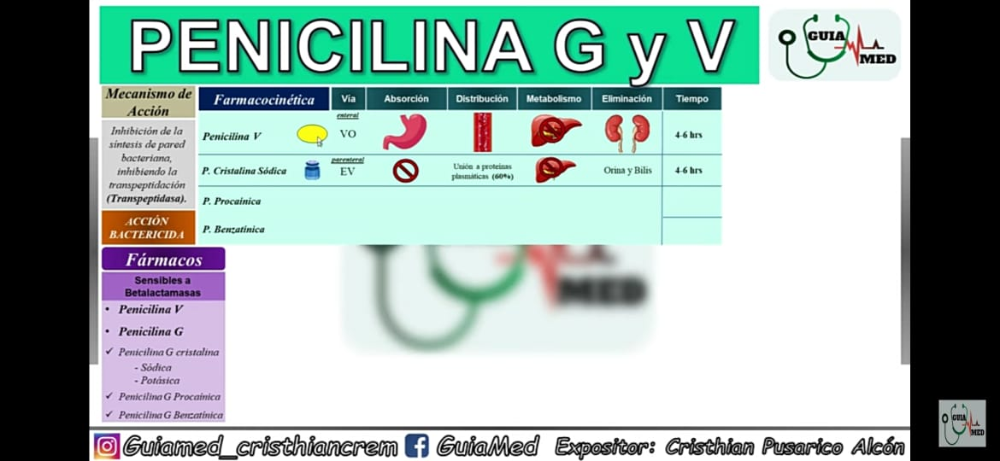 PENICILINA G y V
GUIA
MED
Mecanismo de
Acción
Inhibición de la
síntesis de pared
bacteriana,
inhibiendo la
transpeptidación
(Transpeptidasa).
ACCIÓN
BACTERICIDA
Farmacocinética Vía Absorción Distribución Metabolismo Eliminación Tiempo
enteral
Penicilina V VO 4-6 hrs
parenteral
P. Cristalina Sódica EV Unión a proteínas
plasmáticas (60%) Orina y Bilis 4-6 hrs
P. Procaínica
P. Benzatínica
Fármacos
Sensibles a
Betalactamasas
• Penicilina V
• Penicilina G
✓ Penicilina G cristalina
- Sódica
- Potásica
✓ Penicilina G Procaínica
✓ Penicilina G Benzatínica
MED
Guiamed_cristhiancrem GuiaMed Expositor: Cristhian Pusarico Alcón
GUIA
MED